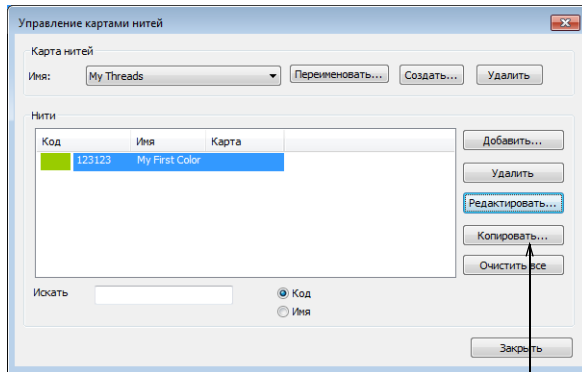 Управление картами нитей
Карта нитей
Имя: My Threads Переименовать... Создать... Удалить
Нити
Код Имя Карта
123123 My First Color
Добавить...
Удалить
Редактировать...
Копировать...
Очистить все
Искать Код
Имя
Закрыть